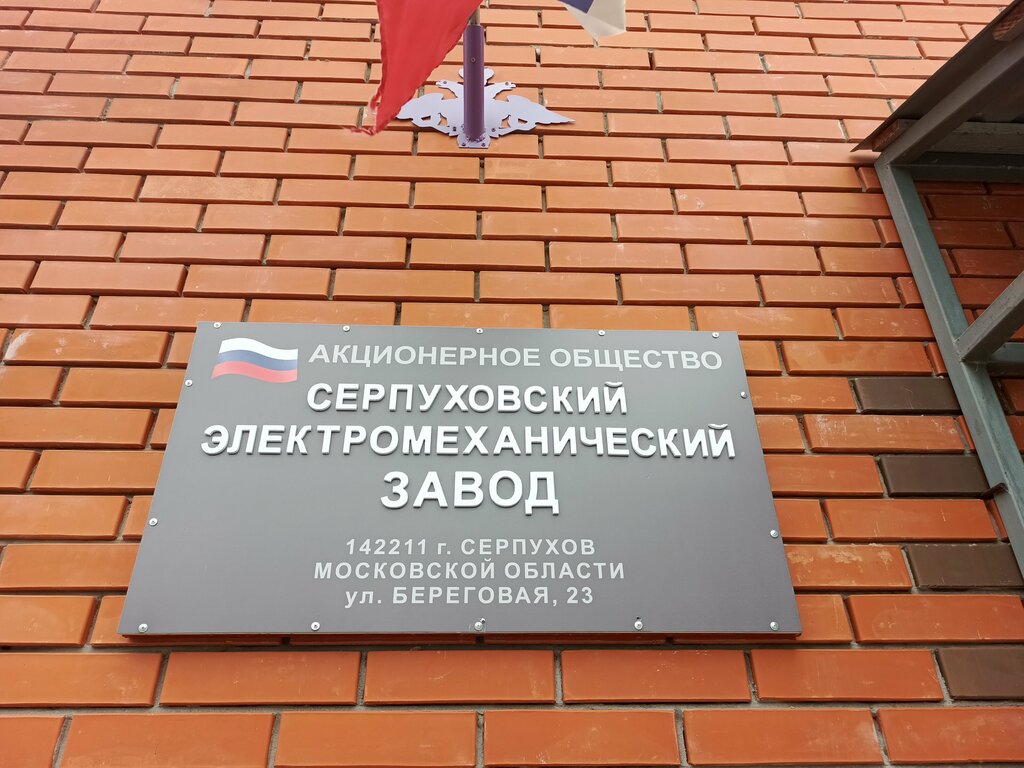 АКЦИОНЕРНОЕ ОБЩЕСТВО
СЕРПУХОВСКИЙ
ЭЛЕКТРОМЕХАНИЧЕСКИЙ
ЗАВОД
142211 г. СЕРПУХОВ
МОСКОВСКОЙ ОБЛАСТИ
ул. БЕРЕГОВАЯ, 23